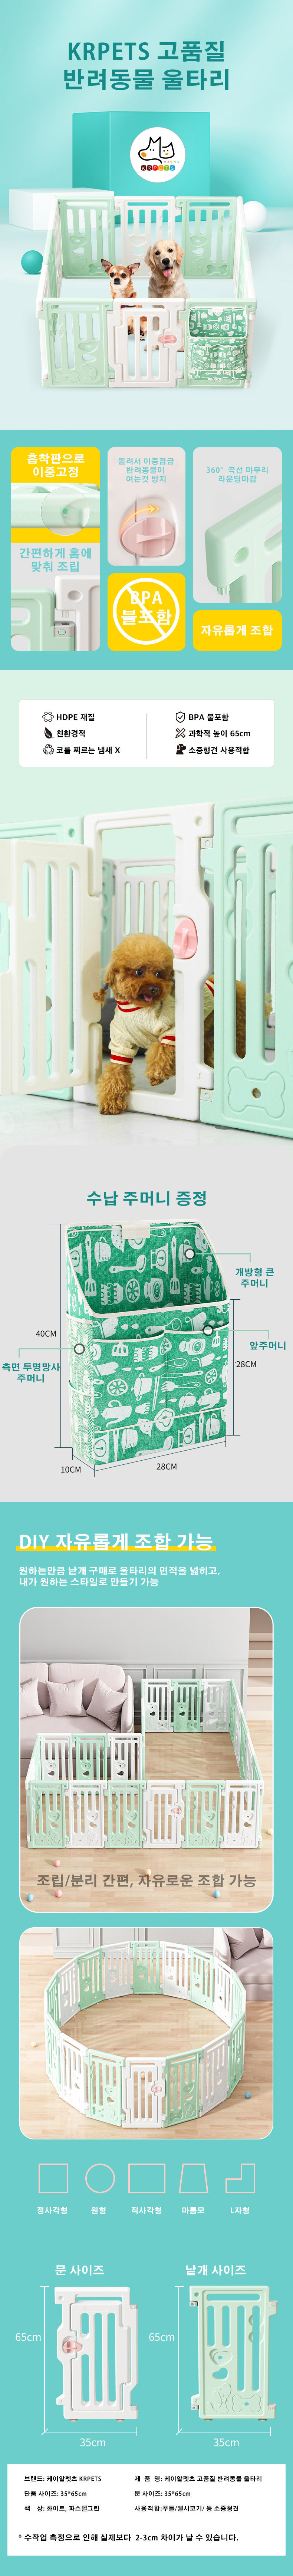 KRPETS 고품질
반려동물 울타리
KRPETS
흡착판으로
이중고정
간편하게 홈에
맞춰 조립
돌려서 이중잠금
반려동물이
여는것 방지
BPA
불포함
360° 곡선 마무리
라운딩마감
자유롭게 조합
HDPE 재질
친환경적
코를 찌르는 냄새 X
BPA 불포함
과학적 높이 65cm
소중형견 사용적합
수납 주머니 증정
개방형 큰
주머니
앞주머니
측면 투명망사
주머니
40CM
28CM
10CM
28CM
DIY 자유롭게 조합 가능
원하는만큼 낱개 구매로 울타리의 면적을 넓히고,
내가 원하는 스타일로 만들기 가능
조립/분리 간편, 자유로운 조합 가능
정사각형
원형
직사각형
마름모
L자형
문 사이즈
낱개 사이즈
65cm
35cm
65cm
35cm
브랜드: 케이알펫츠 KRPETS
제 품 명: 케이알펫츠 고품질 반려동물 울타리
단품 사이즈: 35*65cm
문 사이즈: 35*65cm
색 상: 화이트, 파스텔그린
사용적합:푸들/웰시코기/ 등 소중형견
* 수작업 측정으로 인해 실제보다 2-3cm 차이가 날 수 있습니다.